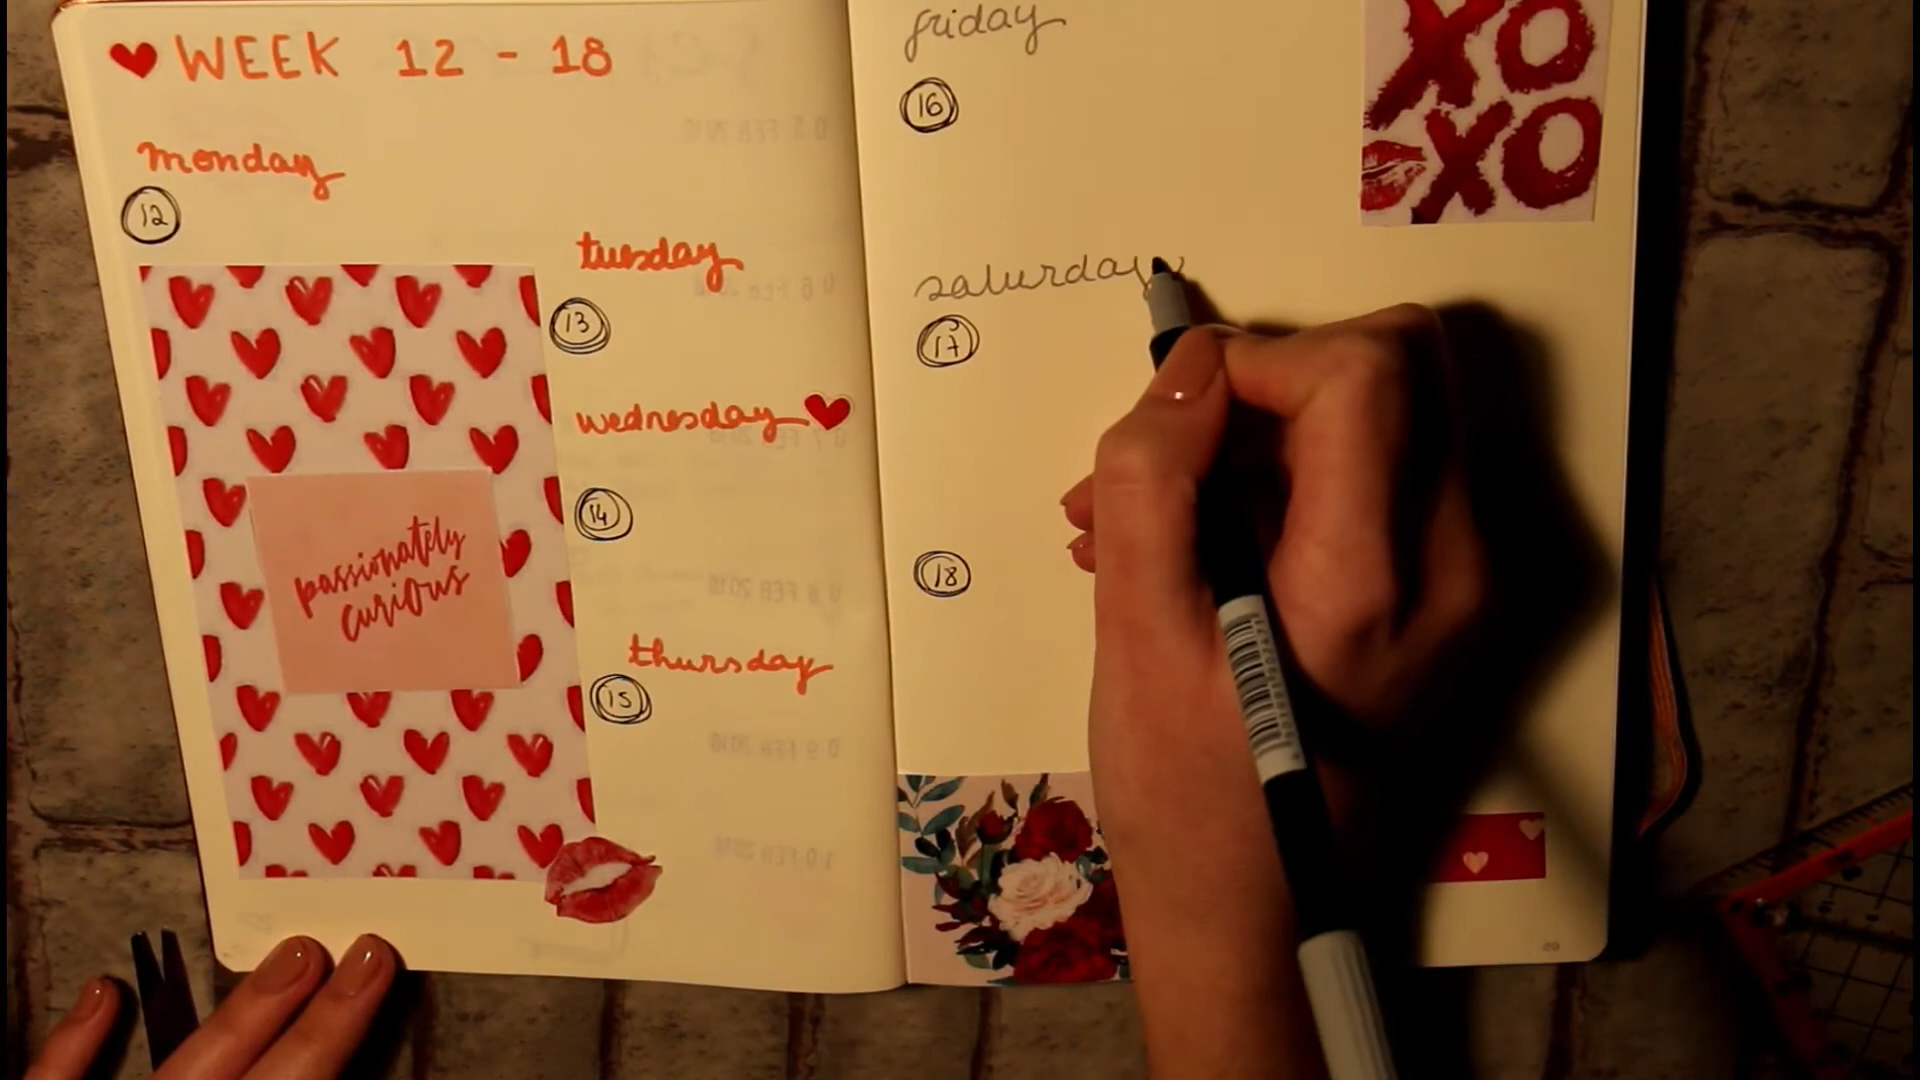 WEEK 12 - 18
monday
12
tuesday
13
wednesday
14
thursday
15
passionately
curious
friday
16
XO
XO
saturday
17
18